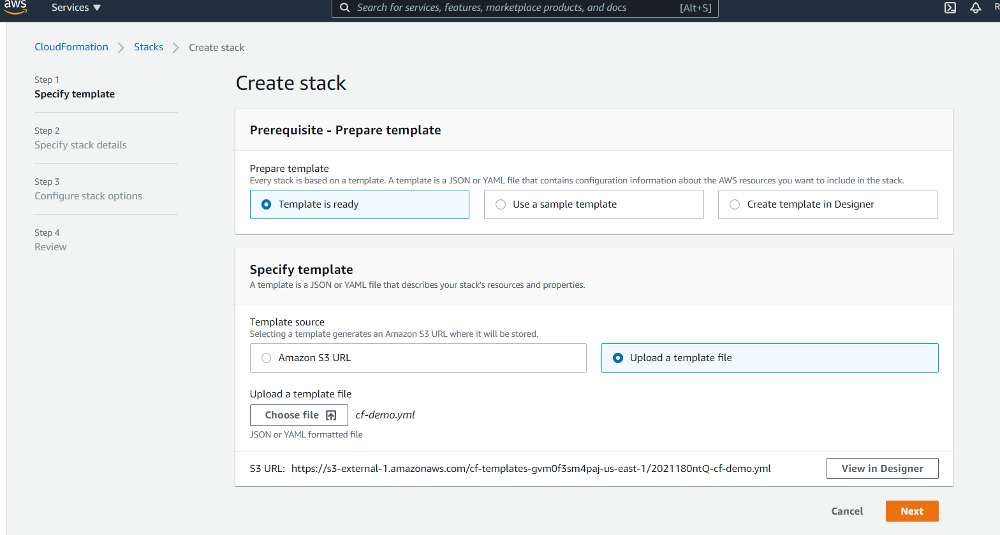 aws
Services ▼
Search for services, features, marketplace products, and docs [Alt+S]
CloudFormation > Stacks > Create stack
Step 1
Specify template
Step 2
Specify stack details
Step 3
Configure stack options
Step 4
Review
Create stack
Prerequisite - Prepare template
Prepare template
Every stack is based on a template. A template is a JSON or YAML file that contains configuration information about the AWS resources you want to include in the stack.
Template is ready
Use a sample template
Create template in Designer
Specify template
A template is a JSON or YAML file that describes your stack's resources and properties.
Template source
Selecting a template generates an Amazon S3 URL where it will be stored.
Amazon S3 URL
Upload a template file
Upload a template file
Choose file cf-demo.yml
JSON or YAML formatted file
S3 URL: https://s3-external-1.amazonaws.com/cf-templates-gvm0f3sm4paj-us-east-1/2021180ntQ-cf-demo.yml
View in Designer
Cancel
Next